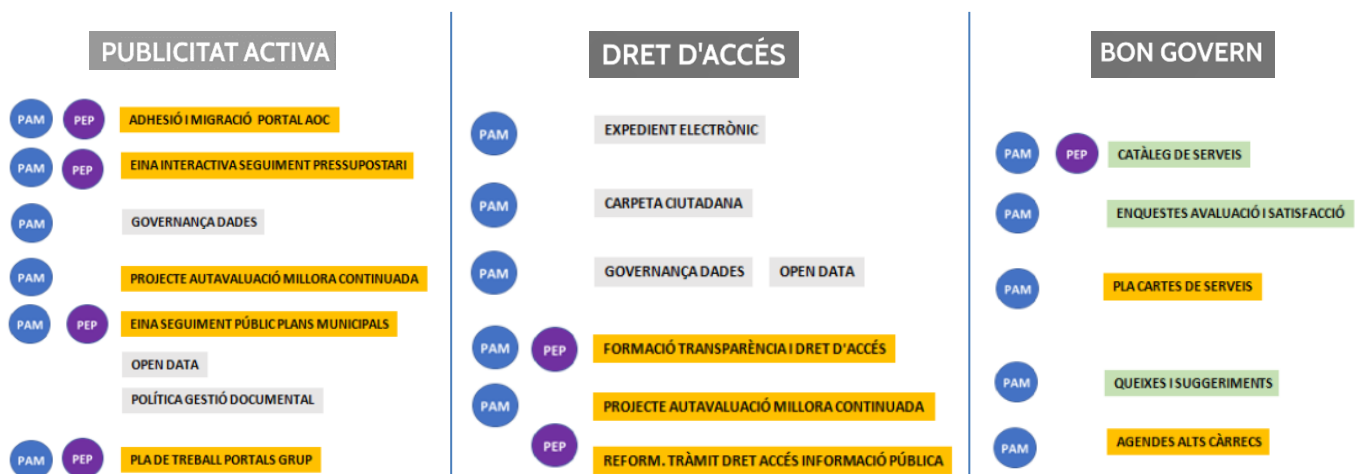 PUBLICITAT ACTIVA
PAM PEP ADHESIÓ I MIGRACIÓ PORTAL AOC
PAM PEP EINA INTERACTIVA SEGUIMENT PRESSUPOSTARI
PAM GOVERNANÇA DADES
PAM PROJECTE AUTAVALUACIÓ MILLORA CONTINUADA
PAM PEP EINA SEGUIMENT PÚBLIC PLANS MUNICIPALS
OPEN DATA
POLÍTICA GESTIÓ DOCUMENTAL
PAM PEP PLA DE TREBALL PORTALS GRUP
DRET D'ACCÉS
PAM EXPEDIENT ELECTRÒNIC
PAM CARPETA CIUTADANA
PAM GOVERNANÇA DADES OPEN DATA
PAM PEP FORMACIÓ TRANSPARÈNCIA I DRET D'ACCÉS
PAM PROJECTE AUTAVALUACIÓ MILLORA CONTINUADA
PEP REFORM. TRÀMIT DRET ACCÉS INFORMACIÓ PÚBLICA
BON GOVERN
PAM PEP CATÀLEG DE SERVEIS
PAM ENQUESTES AVALUACIÓ I SATISFACCIÓ
PAM PLA CARTES DE SERVEIS
PAM QUEIXES I SUGGERIMENTS
PAM AGENDES ALTS CÀRRECS